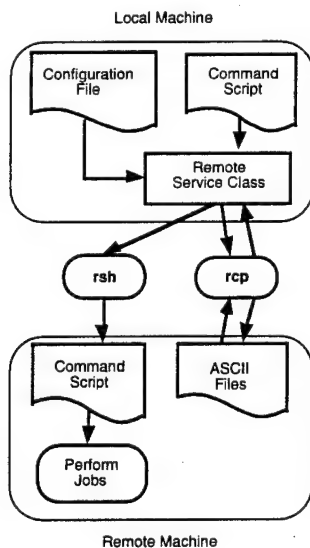 Local Machine
Configuration
File
Command
Script
Remote
Service Class
rsh
rcp
Command
Script
ASCII
Files
Perform
Jobs
Remote Machine